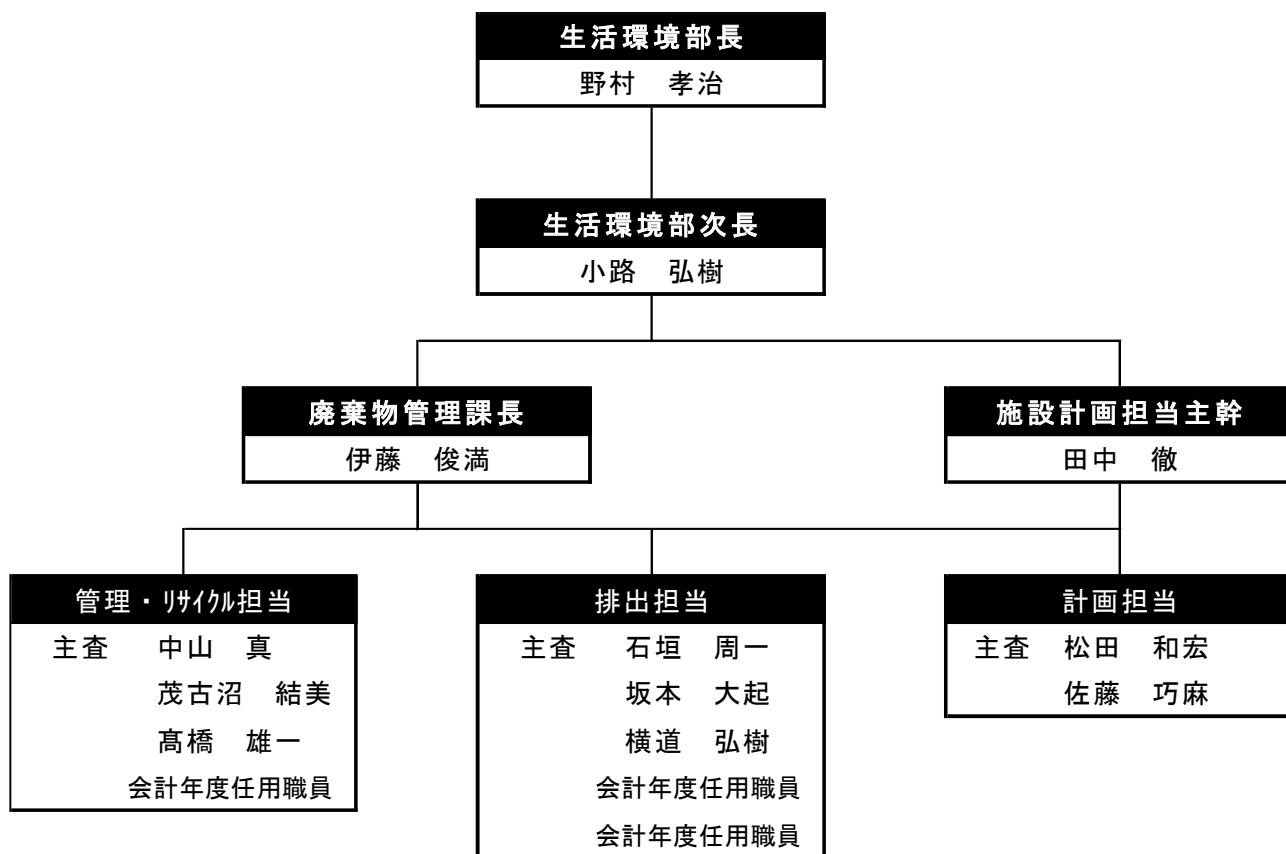 生活環境部長
野村　孝治
生活環境部次長
小路　弘樹
廃棄物管理課長
伊藤　俊満
施設計画担当主幹
田中　徹
管理・ﾘｻｲｸﾙ担当
主査　中山　真
茂古沼　結美
髙橋　雄一
会計年度任用職員
排出担当
主査　石垣　周一
坂本　大起
横道　弘樹
会計年度任用職員
会計年度任用職員
計画担当
主査　松田　和宏
佐藤　巧麻